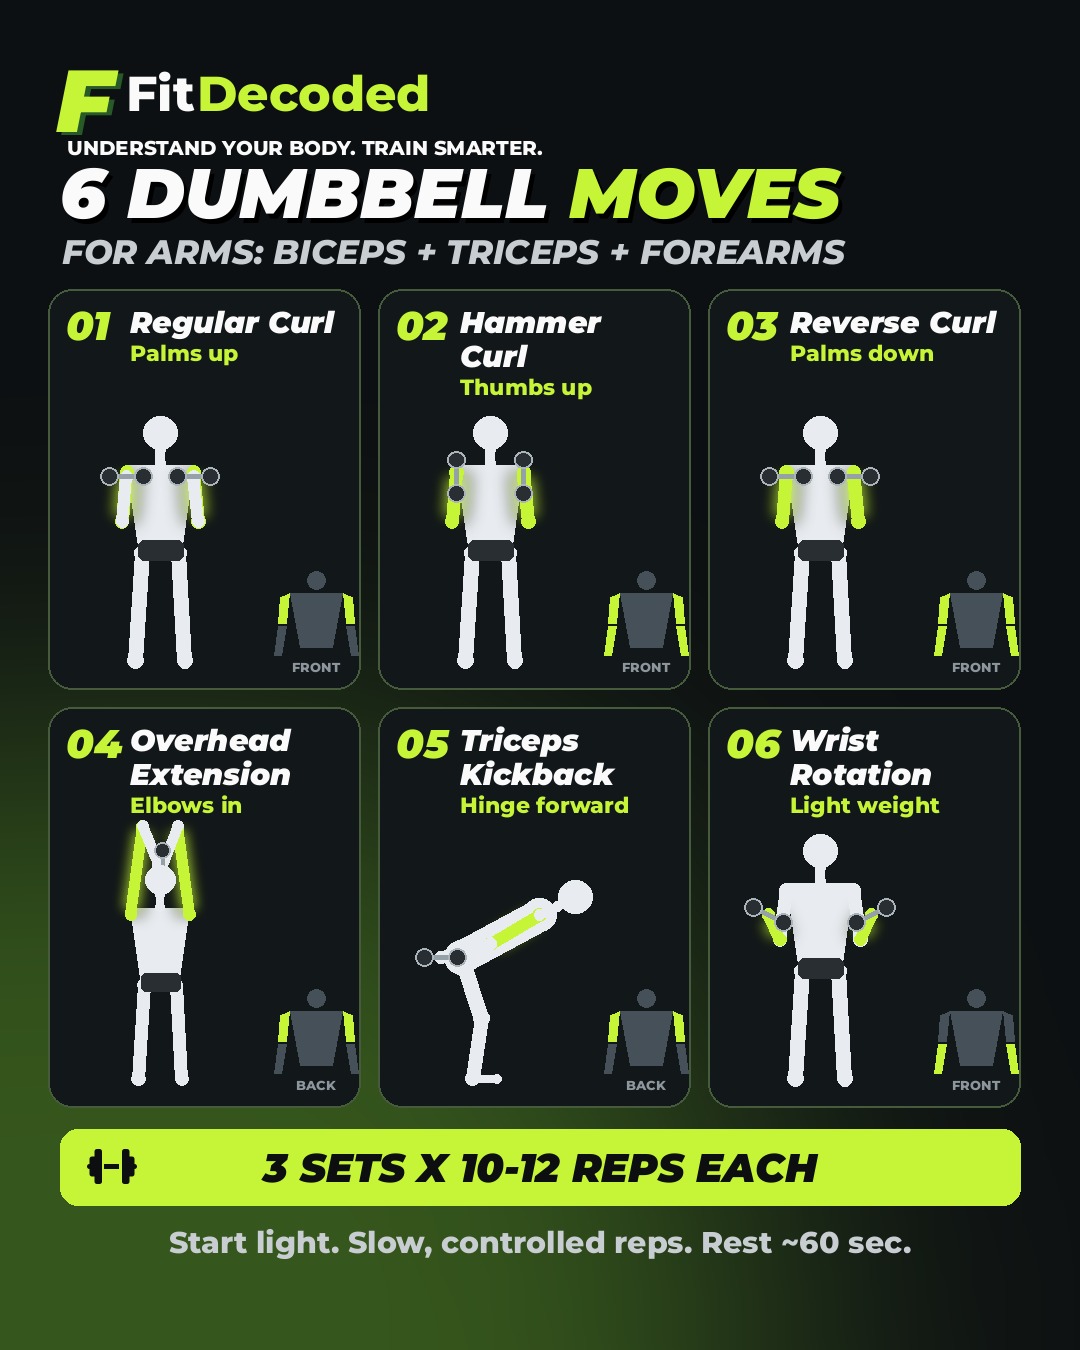 F FitDecoded
UNDERSTAND YOUR BODY. TRAIN SMARTER.
6 DUMBBELL MOVES
FOR ARMS: BICEPS + TRICEPS + FOREARMS
01 Regular Curl
Palms up
FRONT
02 Hammer
Curl
Thumbs up
FRONT
03 Reverse Curl
Palms down
FRONT
04 Overhead
Extension
Elbows in
BACK
05 Triceps
Kickback
Hinge forward
BACK
06 Wrist
Rotation
Light weight
FRONT
3 SETS X 10-12 REPS EACH
Start light. Slow, controlled reps. Rest ~60 sec.